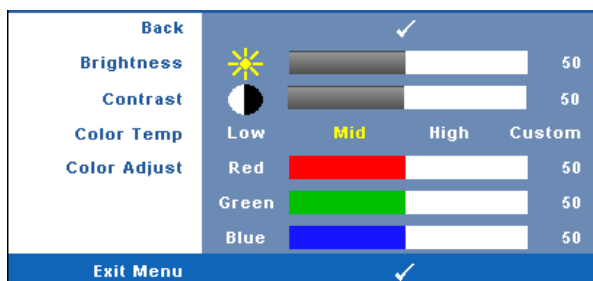 Back
Brightness 50
Contrast 50
Color Temp Low Mid High Custom
Color Adjust Red 50
Green 50
Blue 50
Exit Menu